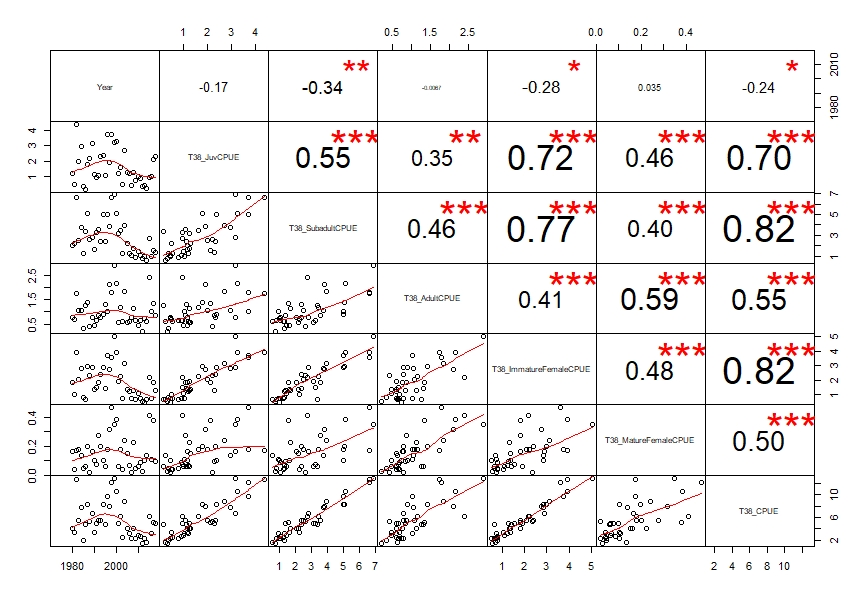 1 2 3 4 0.5 1.5 2.5 0.0 0.2 0.4
Year -0.17 ** -0.34 -0.0067 * -0.28 0.035 * -0.24 1980 2010
1 2 3 4 T38_JuvCPUE *** 0.55 ** 0.35 *** 0.72 *** 0.46 *** 0.70
T38_SubadultCPUE *** 0.46 *** 0.77 *** 0.40 *** 0.82 1 3 5 7
0.5 1.5 2.5 T38_AdultCPUE *** 0.41 *** 0.59 *** 0.55
T38_ImmatureFemaleCPUE *** 0.48 *** 0.82 1 2 3 4 5
0.0 0.2 0.4 T38_MatureFemaleCPUE *** 0.50
T38_CPUE 2 6 10
1980 2000 1 2 3 4 5 6 7 1 2 3 4 5 2 4 6 8 10